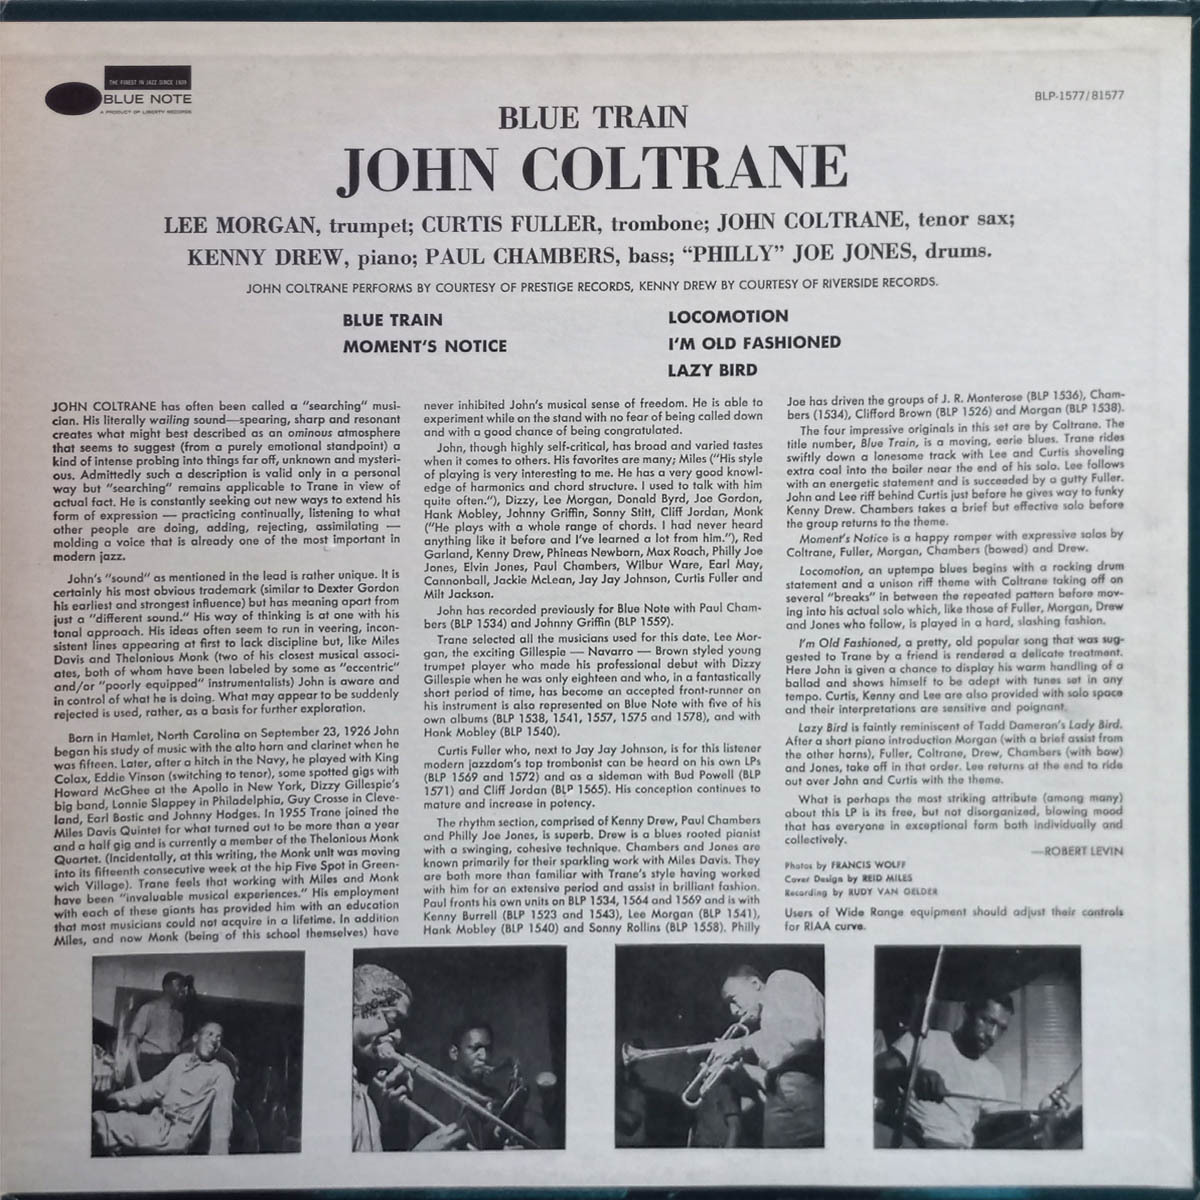 THE FINEST IN JAZZ SINCE 1939
BLUE NOTE
A PRODUCT OF LIBERTY RECORDS
BLP-1577/81577
BLUE TRAIN
JOHN COLTRANE
LEE MORGAN, trumpet; CURTIS FULLER, trombone; JOHN COLTRANE, tenor sax;
KENNY DREW, piano; PAUL CHAMBERS, bass; “PHILLY” JOE JONES, drums.
JOHN COLTRANE PERFORMS BY COURTESY OF PRESTIGE RECORDS, KENNY DREW BY COURTESY OF RIVERSIDE RECORDS.
BLUE TRAIN
MOMENT'S NOTICE
LOCOMOTION
I'M OLD FASHIONED
LAZY BIRD
JOHN COLTRANE has often been called a "searching" musi-
cian. His literally wailing sound—spearing, sharp and resonant
creates what might best described as an ominous atmosphere
that seems to suggest (from a purely emotional standpoint) a
kind of intense probing into things far off, unknown and mysteri-
ous. Admittedly such a description is valid only in a personal
way but "searching" remains applicable to Trane in view of
actual fact. He is constantly seeking out new ways to extend his
form of expression — practicing continually, listening to what
other people are doing, adding, rejecting, assimilating —
molding a voice that is already one of the most important in
modern jazz.
John's "sound" as mentioned in the lead is rather unique. It is
certainly his most obvious trademark (similar to Dexter Gordon
his earliest and strongest influence) but has meaning apart from
just a "different sound." His way of thinking is at one with his
tonal approach. His ideas often seem to run in veering, incon-
sistent lines appearing at first to lack discipline but, like Miles
Davis and Thelonious Monk (two of his closest musical associ-
ates, both of whom have been labeled by some as "eccentric"
and/or "poorly equipped" instrumentalists) John is aware and
in control of what he is doing. What may appear to be suddenly
rejected is used, rather, as a basis for further exploration.
Born in Hamlet, North Carolina on September 23, 1926 John
began his study of music with the alto horn and clarinet when he
was fifteen. Later, after a hitch in the Navy, he played with King
Colax, Eddie Vinson (switching to tenor), some spotted gigs with
Howard McGhee at the Apollo in New York, Dizzy Gillespie's
big band, Lonnie Slappey in Philadelphia, Guy Crosse in Cleve-
land, Earl Bostic and Johnny Hodges. In 1955 Trane joined the
Miles Davis Quintet for what turned out to be more than a year
and a half gig and is currently a member of the Thelonious Monk
Quartet. (Incidentally, at this writing, the Monk unit was moving
into its fifteenth consecutive week at the hip Five Spot in Green-
wich Village). Trane feels that working with Miles and Monk
have been "invaluable musical experiences." His employment
with each of these giants has provided him with an education
that most musicians could not acquire in a lifetime. In addition
Miles, and now Monk (being of this school themselves) have
never inhibited John's musical sense of freedom. He is able to
experiment while on the stand with no fear of being called down
and with a good chance of being congratulated.
John, though highly self-critical, has broad and varied tastes
when it comes to others. His favorites are many; Miles ("His style
of playing is very interesting to me. He has a very good knowl-
edge of harmonics and chord structure. I used to talk with him
quite often."), Dizzy, Lee Morgan, Donald Byrd, Joe Gordon,
Hank Mobley, Johnny Griffin, Sonny Stitt, Cliff Jordan, Monk
("He plays with a whole range of chords. I had never heard
anything like it before and I've learned a lot from him."), Red
Garland, Kenny Drew, Phineas Newborn, Max Roach, Philly Joe
Jones, Elvin Jones, Paul Chambers, Wilbur Ware, Earl May,
Cannonball, Jackie McLean, Jay Jay Johnson, Curtis Fuller and
Milt Jackson.
John has recorded previously for Blue Note with Paul Cham-
bers (BLP 1534) and Johnny Griffin (BLP 1559).
Trane selected all the musicians used for this date. Lee Mor-
gan, the exciting Gillespie — Navarro — Brown styled young
trumpet player who made his professional debut with Dizzy
Gillespie when he was only eighteen and who, in a fantastically
short period of time, has become an accepted front-runner on
his instrument is also represented on Blue Note with five of his
own albums (BLP 1538, 1541, 1557, 1575 and 1578), and with
Hank Mobley (BLP 1540).
Curtis Fuller who, next to Jay Jay Johnson, is for this listener
modern jazzdom's top trombonist can be heard on his own LPs
(BLP 1569 and 1572) and as a sideman with Bud Powell (BLP
1571) and Cliff Jordan (BLP 1565). His conception continues to
mature and increase in potency.
The rhythm section, comprised of Kenny Drew, Paul Chambers
and Philly Joe Jones, is superb. Drew is a blues rooted pianist
with a swinging, cohesive technique. Chambers and Jones are
known primarily for their sparkling work with Miles Davis. They
are both more than familiar with Trane's style having worked
with him for an extensive period and assist in brilliant fashion.
Paul fronts his own units on BLP 1534, 1564 and 1569 and is with
Kenny Burrell (BLP 1523 and 1543), Lee Morgan (BLP 1541),
Hank Mobley (BLP 1540) and Sonny Rollins (BLP 1558). Philly
Joe has driven the groups of J. R. Monterose (BLP 1536), Cham-
bers (1534), Clifford Brown (BLP 1526) and Morgan (BLP 1538).
The four impressive originals in this set are by Coltrane. The
title number, Blue Train, is a moving, eerie blues. Trane rides
swiftly down a lonesome track with Lee and Curtis shoveling
extra coal into the boiler near the end of his solo. Lee follows
with an energetic statement and is succeeded by a gutty Fuller.
John and Lee riff behind Curtis just before he gives way to funky
Kenny Drew. Chambers takes a brief but effective solo before
the group returns to the theme.
Moment's Notice is a happy romper with expressive solos by
Coltrane, Fuller, Morgan, Chambers (bowed) and Drew.
Locomotion, an uptempo blues begins with a rocking drum
statement and a unison riff theme with Coltrane taking off on
several "breaks" in between the repeated pattern before mov-
ing into his actual solo which, like those of Fuller, Morgan, Drew
and Jones who follow, is played in a hard, slashing fashion.
I'm Old Fashioned, a pretty, old popular song that was sug-
gested to Trane by a friend is rendered a delicate treatment.
Here John is given a chance to display his warm handling of a
ballad and shows himself to be adept with tunes set in any
tempo. Curtis, Kenny and Lee are also provided with solo space
and their interpretations are sensitive and poignant.
Lazy Bird is faintly reminiscent of Tadd Dameron's Lady Bird.
After a short piano introduction Morgan (with a brief assist from
the other horns), Fuller, Coltrane, Drew, Chambers (with bow)
and Jones, take off in that order. Lee returns at the end to ride
out over John and Curtis with the theme.
What is perhaps the most striking attribute (among many)
about this LP is its free, but not disorganized, blowing mood
that has everyone in exceptional form both individually and
collectively.
—ROBERT LEVIN
Photos by FRANCIS WOLFF
Cover Design by REID MILES
Recording by RUDY VAN GELDER
Users of Wide Range equipment should adjust their controls
for RIAA curve.